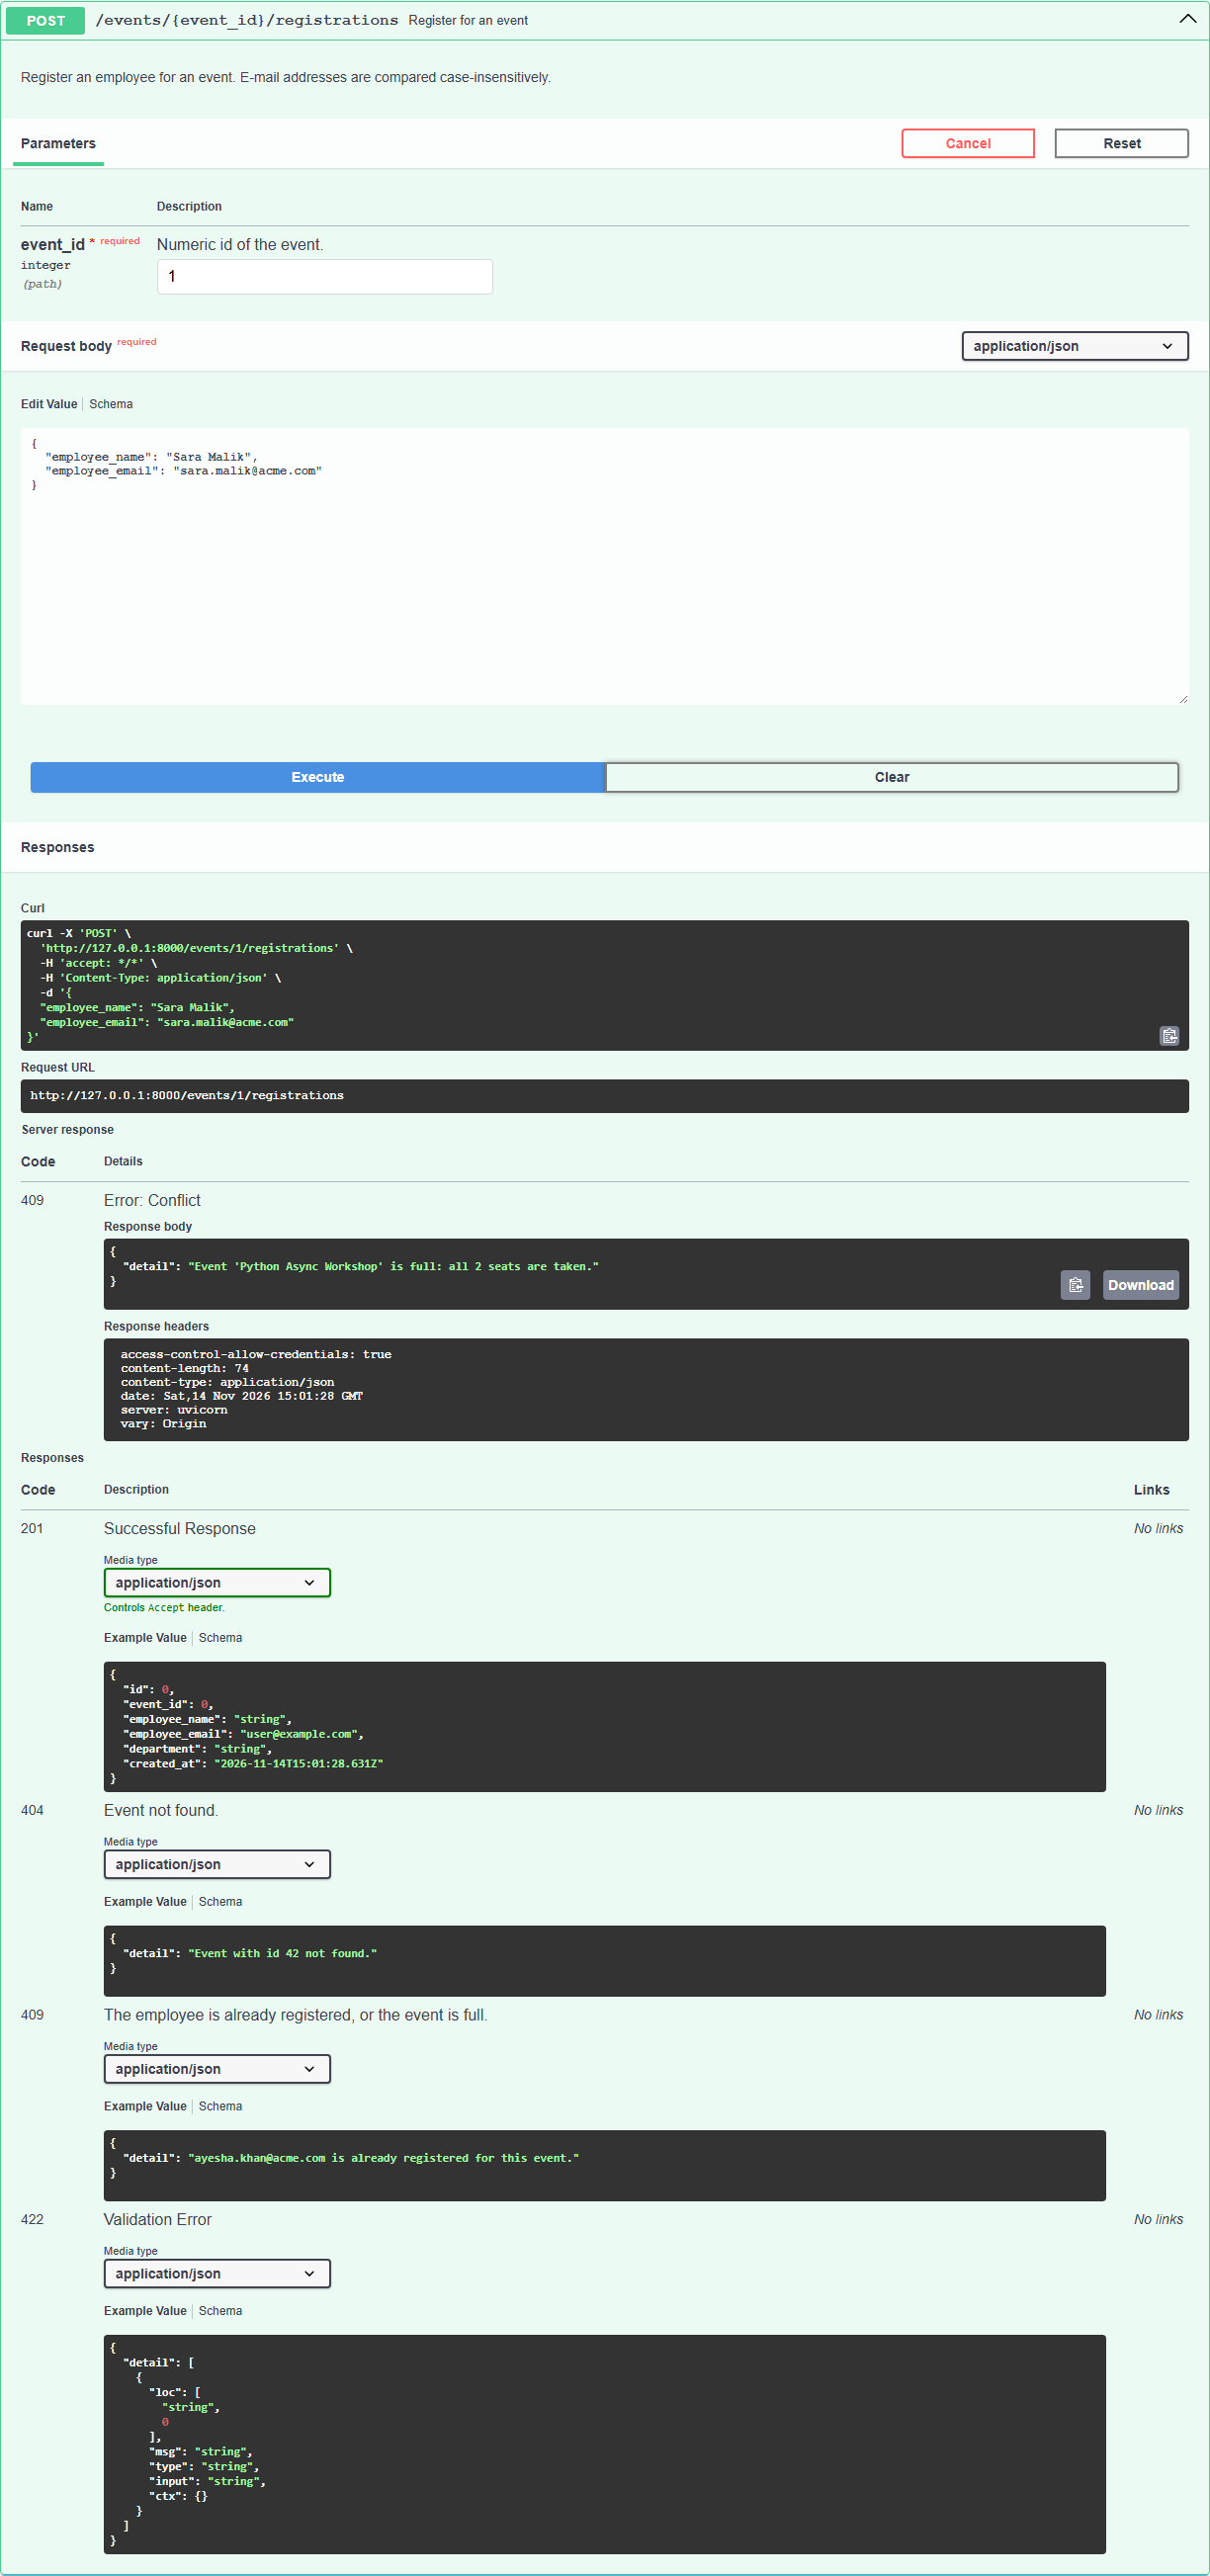 POST /events/{event_id}/registrations Register for an event
Register an employee for an event. E-mail addresses are compared case-insensitively.
Parameters Cancel Reset
Name Description
event_id * required Numeric id of the event.
integer 1
(path)
Request body required application/json
Edit Value Schema
{
  "employee_name": "Sara Malik",
  "employee_email": "sara.malik@acme.com"
}
Execute Clear
Responses
Curl
curl -X 'POST' \
  'http://127.0.0.1:8000/events/1/registrations' \
  -H 'accept: */*' \
  -H 'Content-Type: application/json' \
  -d '{
  "employee_name": "Sara Malik",
  "employee_email": "sara.malik@acme.com"
}'
Request URL
http://127.0.0.1:8000/events/1/registrations
Server response
Code Details
409 Error: Conflict
Response body
{
  "detail": "Event 'Python Async Workshop' is full: all 2 seats are taken."
}
Download
Response headers
access-control-allow-credentials: true
content-length: 74
content-type: application/json
date: Sat,14 Nov 2026 15:01:28 GMT
server: uvicorn
vary: Origin
Responses
Code Description Links
201 Successful Response No links
Media type
application/json
Controls Accept header.
Example Value Schema
{
  "id": 0,
  "event_id": 0,
  "employee_name": "string",
  "employee_email": "user@example.com",
  "department": "string",
  "created_at": "2026-11-14T15:01:28.631Z"
}
404 Event not found. No links
Media type
application/json
Example Value Schema
{
  "detail": "Event with id 42 not found."
}
409 The employee is already registered, or the event is full. No links
Media type
application/json
Example Value Schema
{
  "detail": "ayesha.khan@acme.com is already registered for this event."
}
422 Validation Error No links
Media type
application/json
Example Value Schema
{
  "detail": [
    {
      "loc": [
        "string",
        0
      ],
      "msg": "string",
      "type": "string",
      "input": "string",
      "ctx": {}
    }
  ]
}